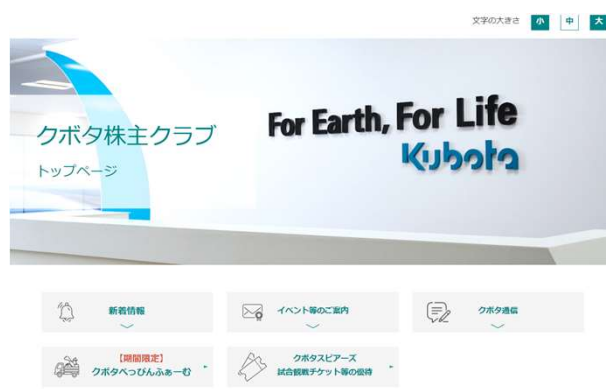 文字の大きさ 小 中 大
クボタ株主クラブ
トップページ
For Earth, For Life
Kubota
新着情報
イベント等のご案内
クボタ通信
【期間限定】
クボタべっぴんふぁーむ
クボタスピアーズ
試合観戦チケット等の優待